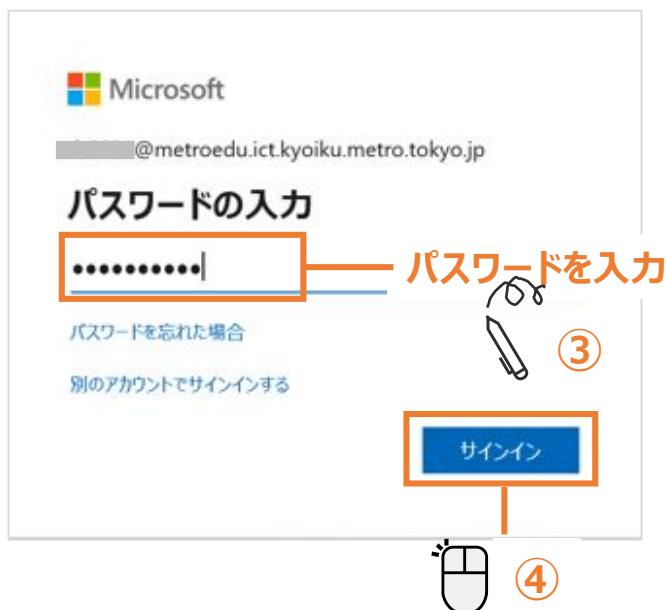 Microsoft
@metroedu.ict.kyoiku.metro.tokyo.jp
パスワードの入力
••••••••••
パスワードを入力
③
パスワードを忘れた場合
別のアカウントでサインインする
サインイン
④